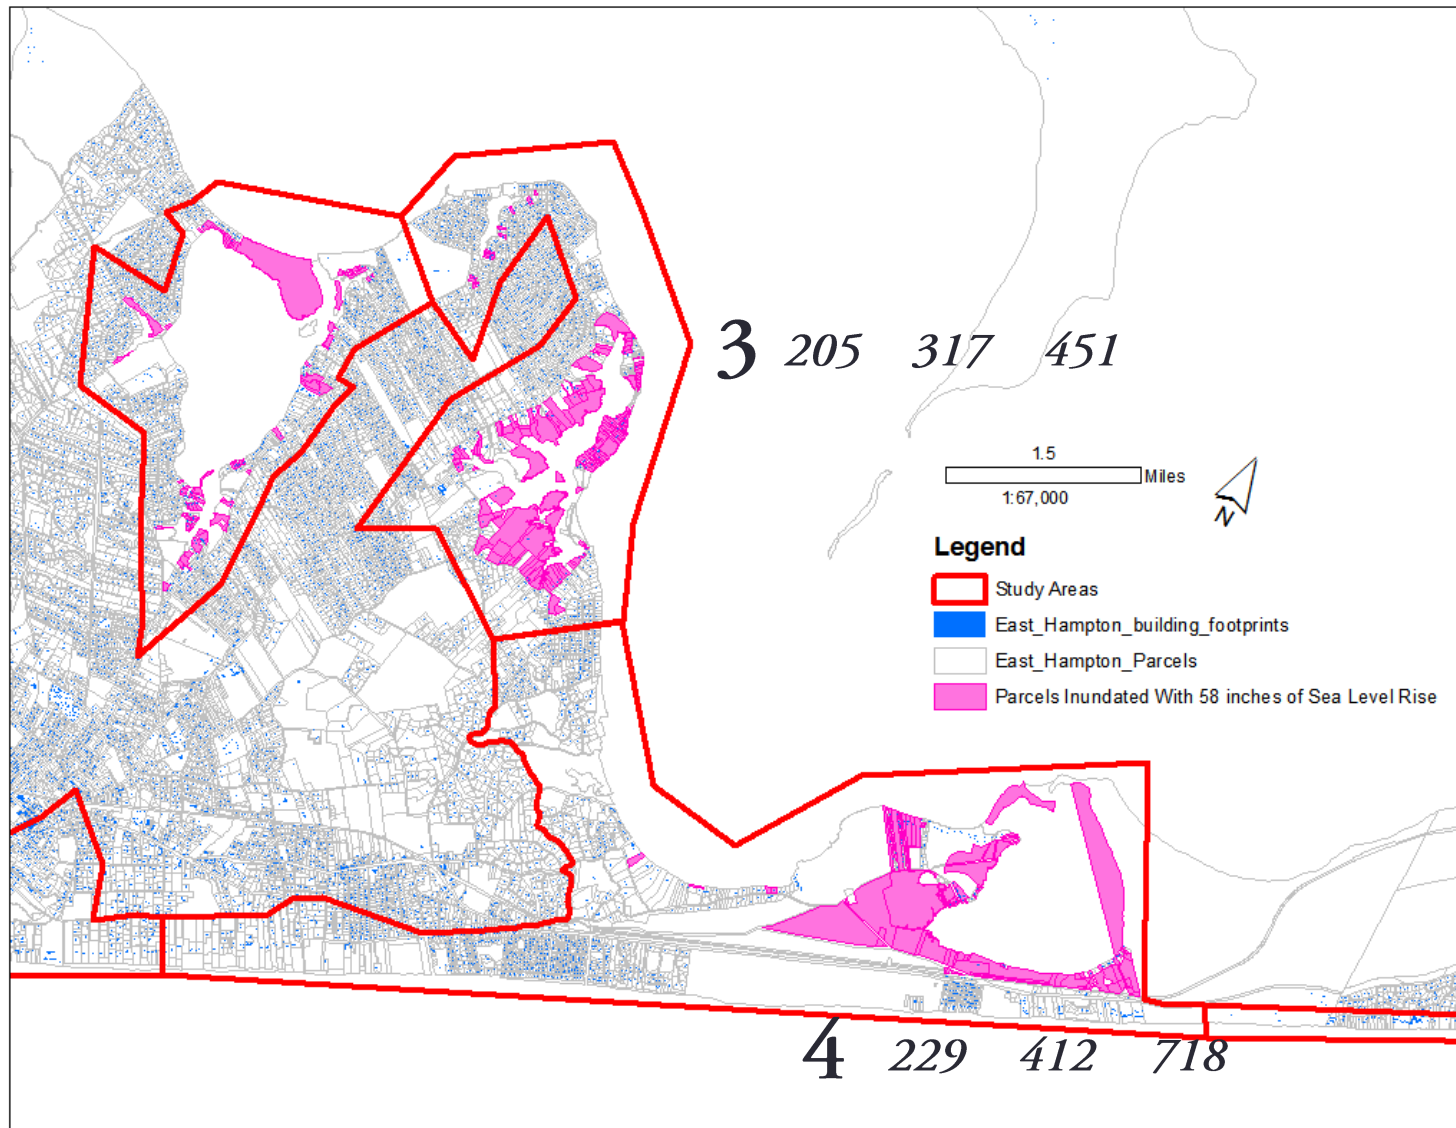 3 205 317 451
1.5
Miles
1:67,000
N
Legend
Study Areas
East_Hampton_building_footprints
East_Hampton_Parcels
Parcels Inundated With 58 inches of Sea Level Rise
4 229 412 718